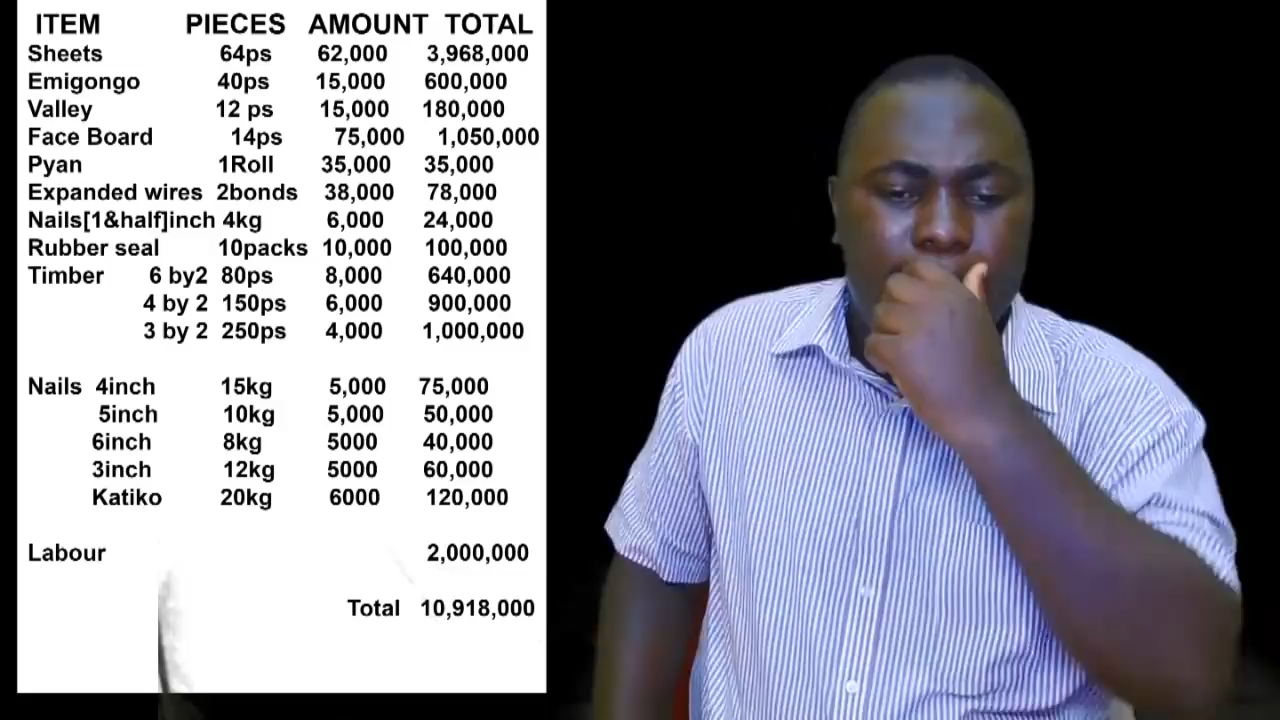 ITEM PIECES AMOUNT TOTAL
Sheets 64ps 62,000 3,968,000
Emigongo 40ps 15,000 600,000
Valley 12 ps 15,000 180,000
Face Board 14ps 75,000 1,050,000
Pyan 1Roll 35,000 35,000
Expanded wires 2bonds 38,000 78,000
Nails[1&half]inch 4kg 6,000 24,000
Rubber seal 10packs 10,000 100,000
Timber 6 by2 80ps 8,000 640,000
4 by 2 150ps 6,000 900,000
3 by 2 250ps 4,000 1,000,000
Nails 4inch 15kg 5,000 75,000
5inch 10kg 5,000 50,000
6inch 8kg 5000 40,000
3inch 12kg 5000 60,000
Katiko 20kg 6000 120,000
Labour 2,000,000
Total 10,918,000